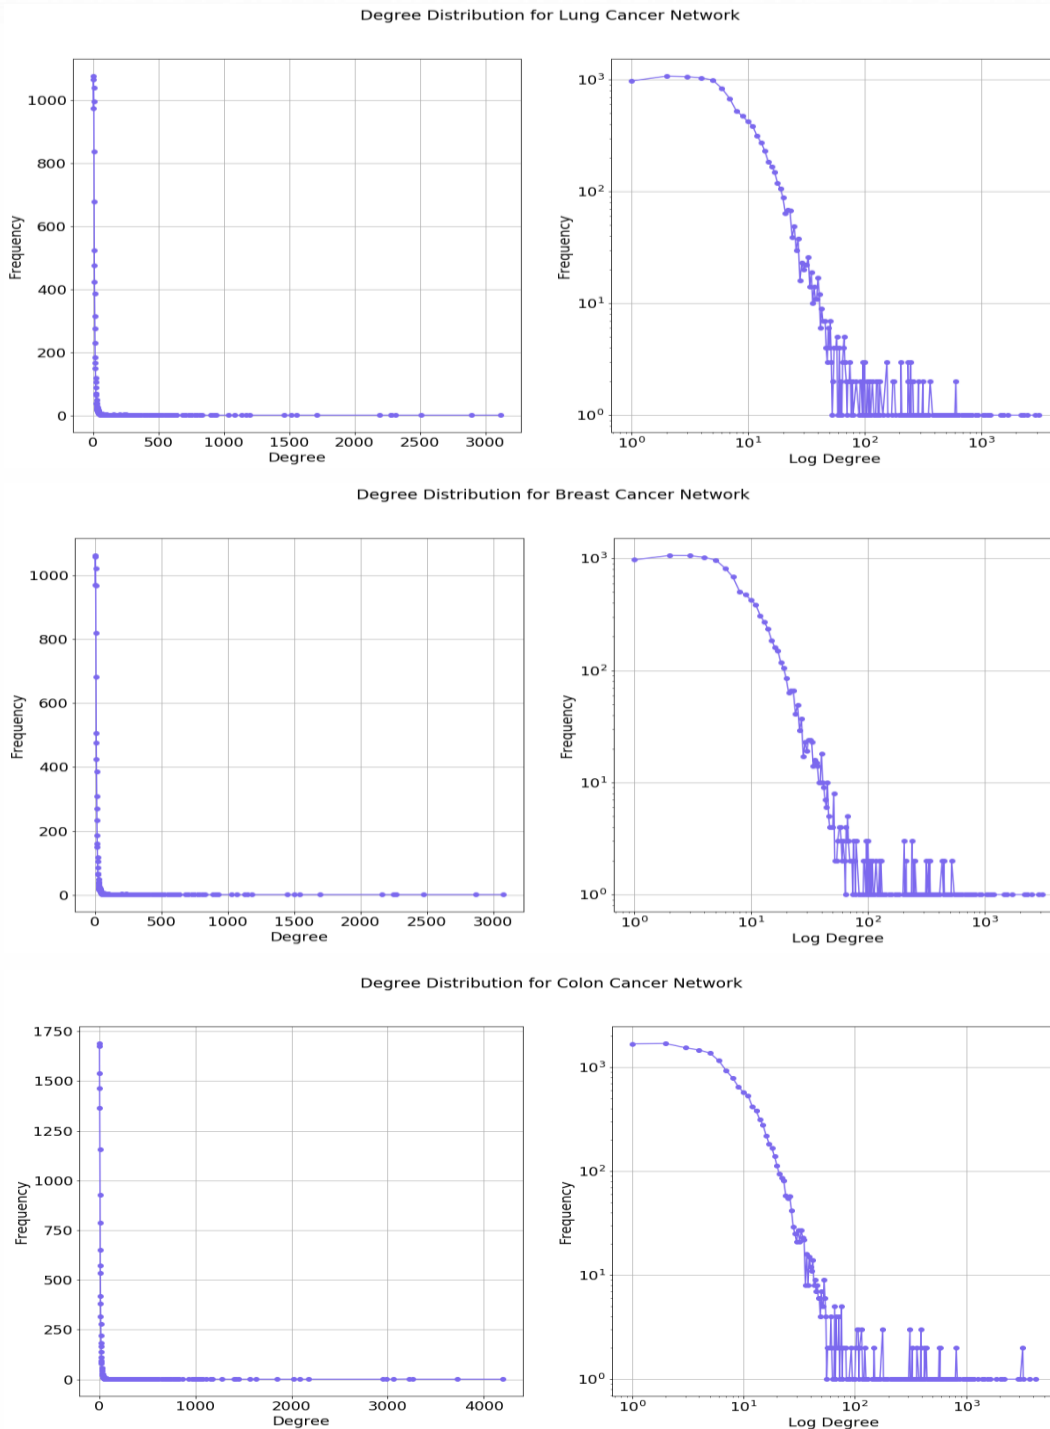 Degree Distribution for Lung Cancer Network
1000
800
600
400
200
0
0 500 1000 1500 2000 2500 3000
Frequency
Degree
10³
10²
10¹
10⁰
10⁰ 10¹ 10² 10³
Frequency
Log Degree
Degree Distribution for Breast Cancer Network
1000
800
600
400
200
0
0 500 1000 1500 2000 2500 3000
Frequency
Degree
10³
10²
10¹
10⁰
10⁰ 10¹ 10² 10³
Frequency
Log Degree
Degree Distribution for Colon Cancer Network
1750
1500
1250
1000
750
500
250
0
0 1000 2000 3000 4000
Frequency
Degree
10³
10²
10¹
10⁰
10⁰ 10¹ 10² 10³
Frequency
Log Degree